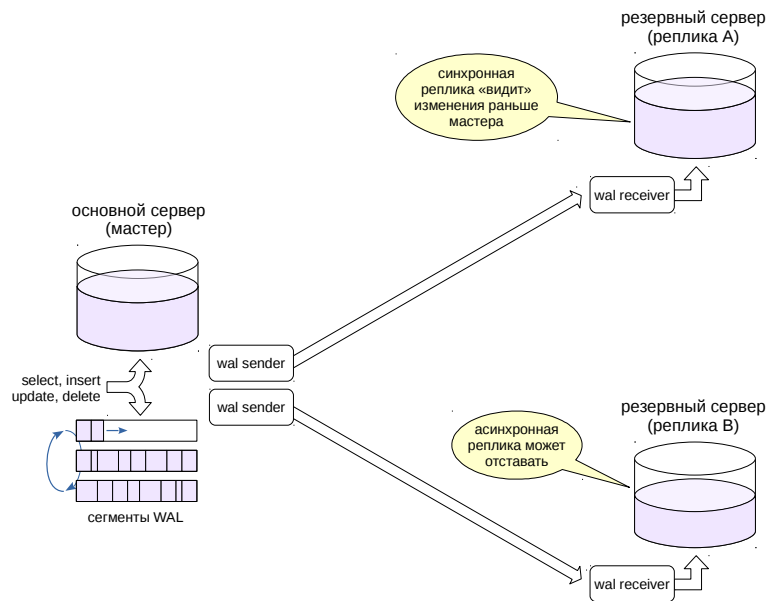 резервный сервер
(реплика A)
синхронная
реплика «видит»
изменения раньше
мастера
wal receiver
основной сервер
(мастер)
wal sender
select, insert
update, delete
wal sender
сегменты WAL
резервный сервер
(реплика B)
асинхронная
реплика может
отставать
wal receiver